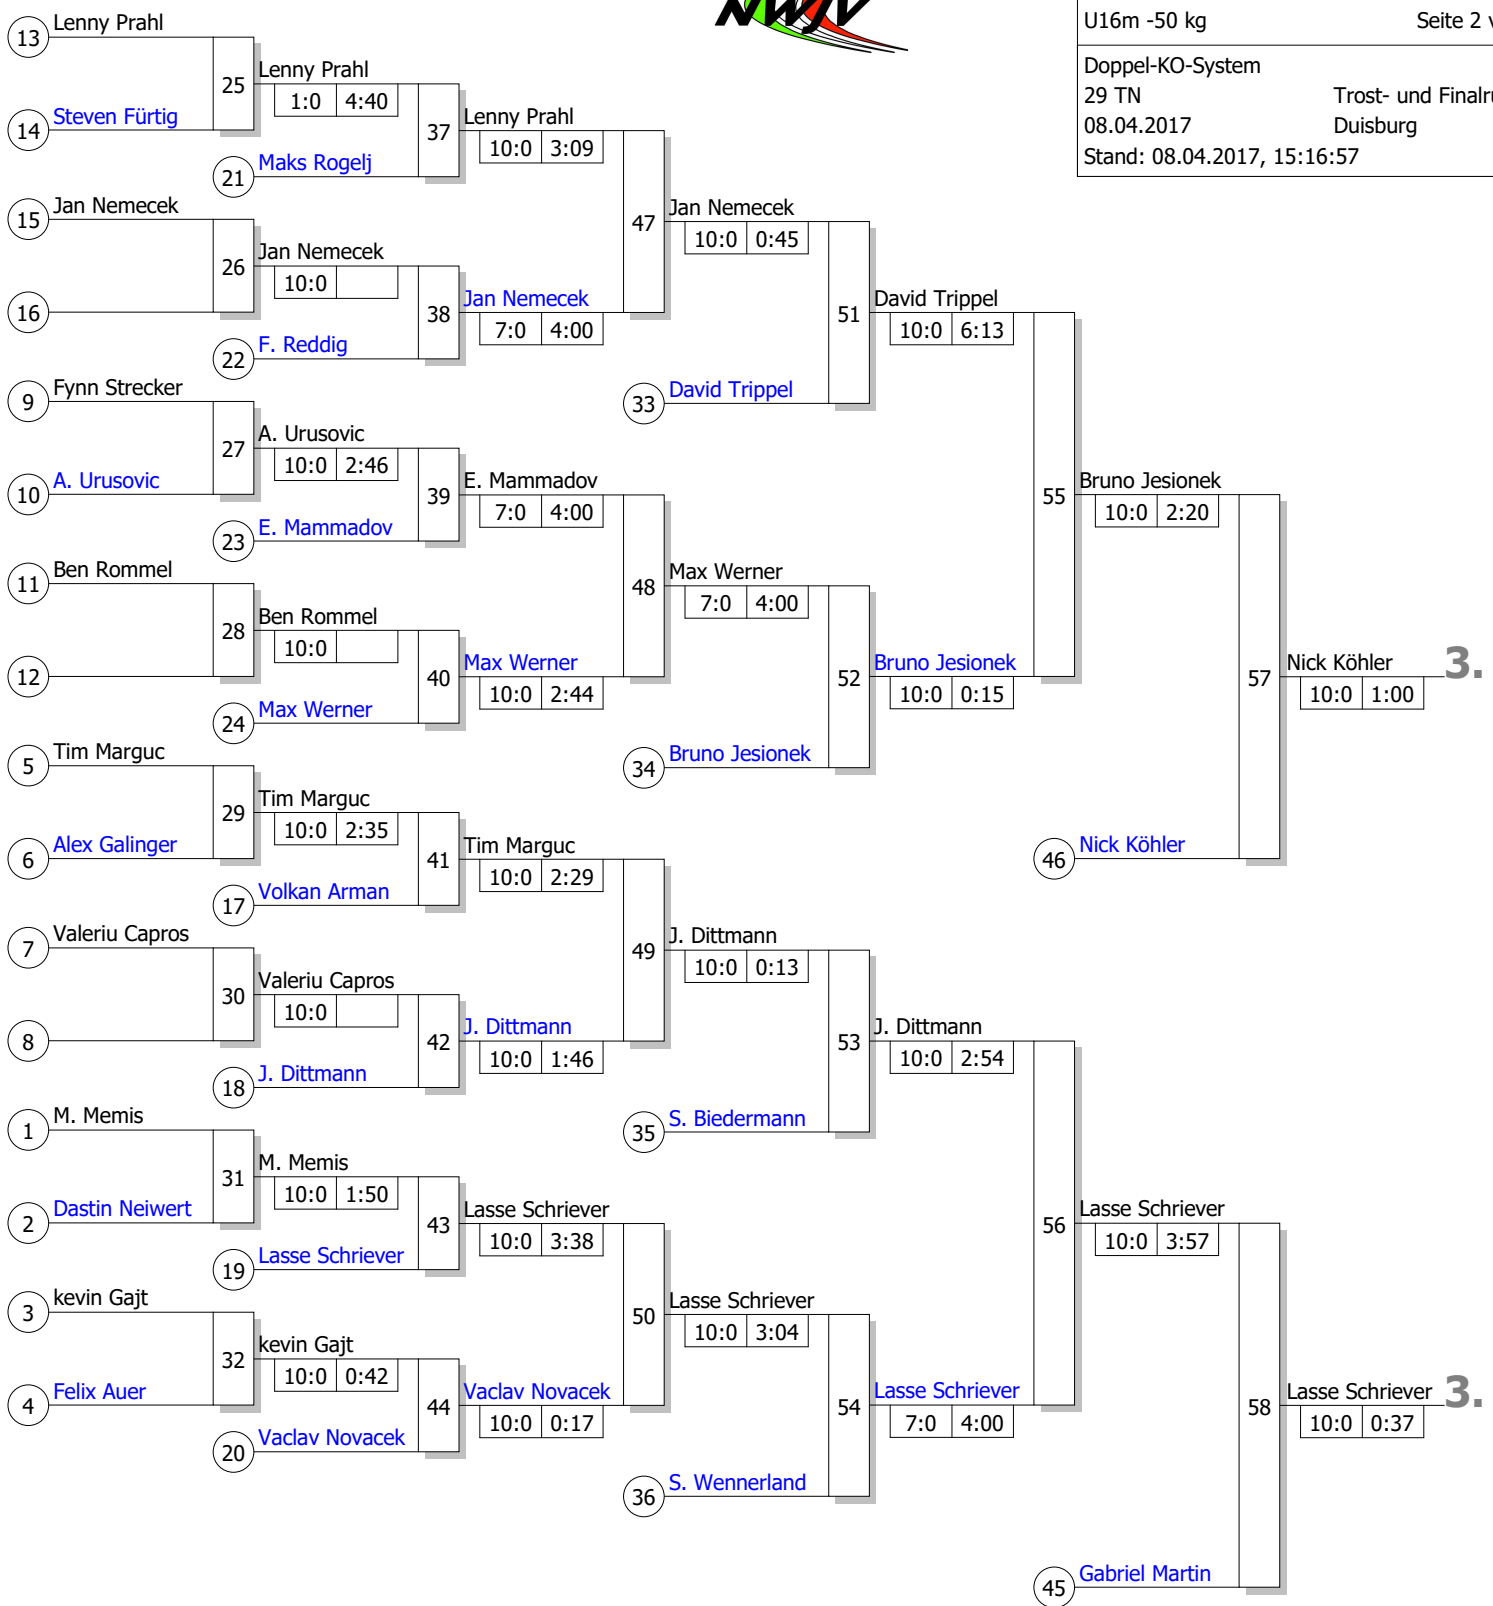 NWJV
U16m -50 kg Seite 2 v
Doppel-KO-System
29 TN Trost- und Finalru
08.04.2017 Duisburg
Stand: 08.04.2017, 15:16:57
13 Lenny Prahl
25 Lenny Prahl
1:0 4:40
14 Steven Fürtig
37 Lenny Prahl
10:0 3:09
21 Maks Rogelj
15 Jan Nemecek
47 Jan Nemecek
10:0 0:45
26 Jan Nemecek
10:0
16
38 Jan Nemecek
7:0 4:00
22 F. Reddig
51 David Trippel
10:0 6:13
33 David Trippel
9 Fynn Strecker
27 A. Urusovic
10:0 2:46
10 A. Urusovic
39 E. Mammadov
7:0 4:00
23 E. Mammadov
55 Bruno Jesionek
10:0 2:20
11 Ben Rommel
48 Max Werner
7:0 4:00
28 Ben Rommel
10:0
12
40 Max Werner
10:0 2:44
24 Max Werner
52 Bruno Jesionek
10:0 0:15
34 Bruno Jesionek
57 Nick Köhler 3.
10:0 1:00
5 Tim Marguc
29 Tim Marguc
10:0 2:35
6 Alex Galinger
41 Tim Marguc
10:0 2:29
46 Nick Köhler
17 Volkan Arman
7 Valeriu Capros
49 J. Dittmann
10:0 0:13
30 Valeriu Capros
10:0
8
42 J. Dittmann
10:0 1:46
18 J. Dittmann
53 J. Dittmann
10:0 2:54
35 S. Biedermann
1 M. Memis
31 M. Memis
10:0 1:50
2 Dastin Neiwert
43 Lasse Schriever
10:0 3:38
19 Lasse Schriever
56 Lasse Schriever
10:0 3:57
3 kevin Gajt
50 Lasse Schriever
10:0 3:04
32 kevin Gajt
10:0 0:42
4 Felix Auer
44 Vaclav Novacek
10:0 0:17
20 Vaclav Novacek
54 Lasse Schriever
7:0 4:00
36 S. Wennerland
58 Lasse Schriever 3.
10:0 0:37
45 Gabriel Martin